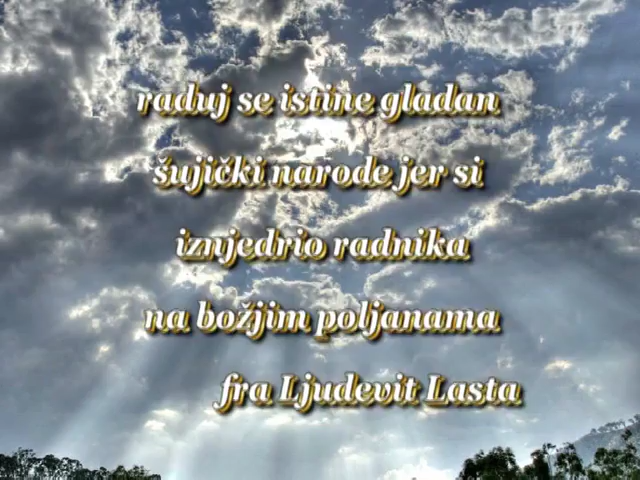 raduj se istine gladan
šujički narode jer si
iznjedrio radnika
na božjim poljanama
fra Ljudevit Lasta